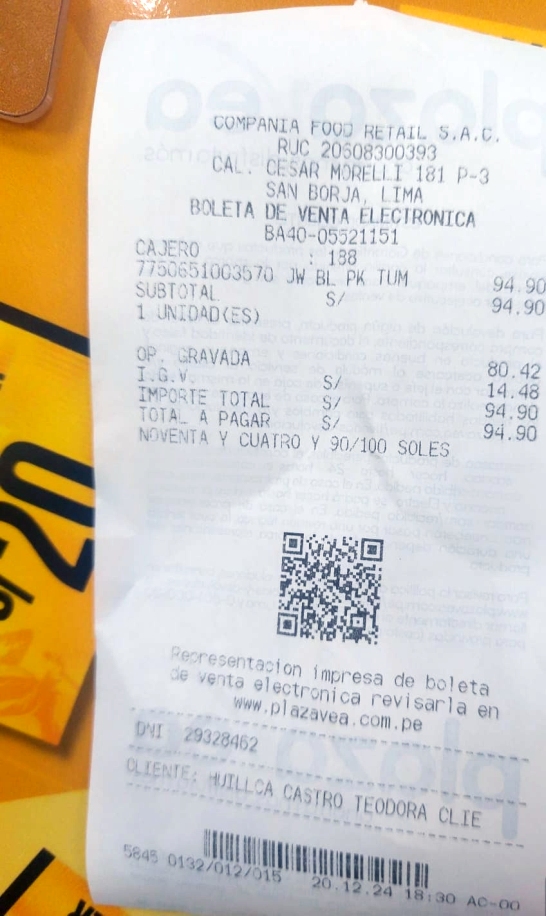 COMPANIA FOOD RETAIL S.A.C.
RUC 20608300393
CAL. CESAR MORELLI 181 P-3
SAN BORJA, LIMA
BOLETA DE VENTA ELECTRONICA
BA40-05521151
CAJERO : 188
7750651003570 JW BL PK TUM 94.90
SUBTOTAL S/ 94.90
1 UNIDAD(ES)
OP. GRAVADA 80.42
I.G.V. S/ 14.48
IMPORTE TOTAL S/ 94.90
TOTAL A PAGAR S/ 94.90
NOVENTA Y CUATRO Y 90/100 SOLES
Representacion impresa de boleta
de venta electronica revisarla en
www.plazavea.com.pe
DNI 29328462
CLIENTE: HUILLCA CASTRO TEODORA CLIE
5845 0132/012/015 20.12.24 18:30 AC-00
S/ 20